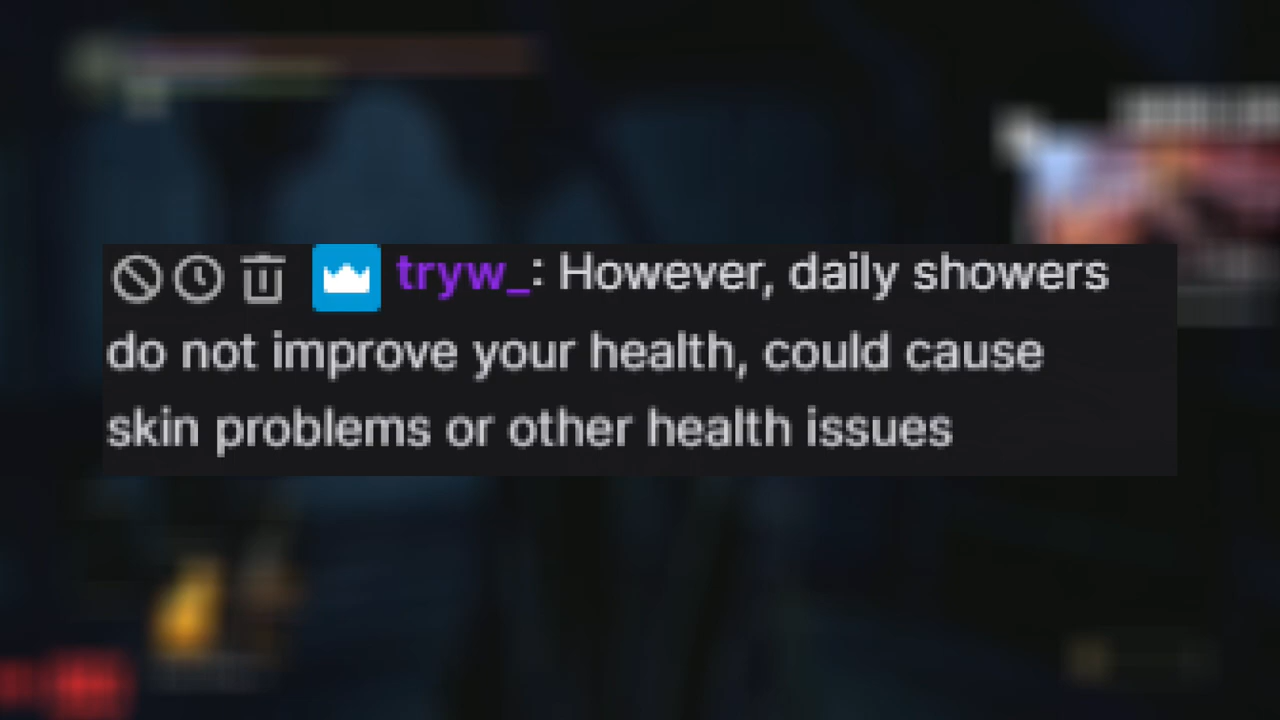 tryw_: However, daily showers
do not improve your health, could cause
skin problems or other health issues